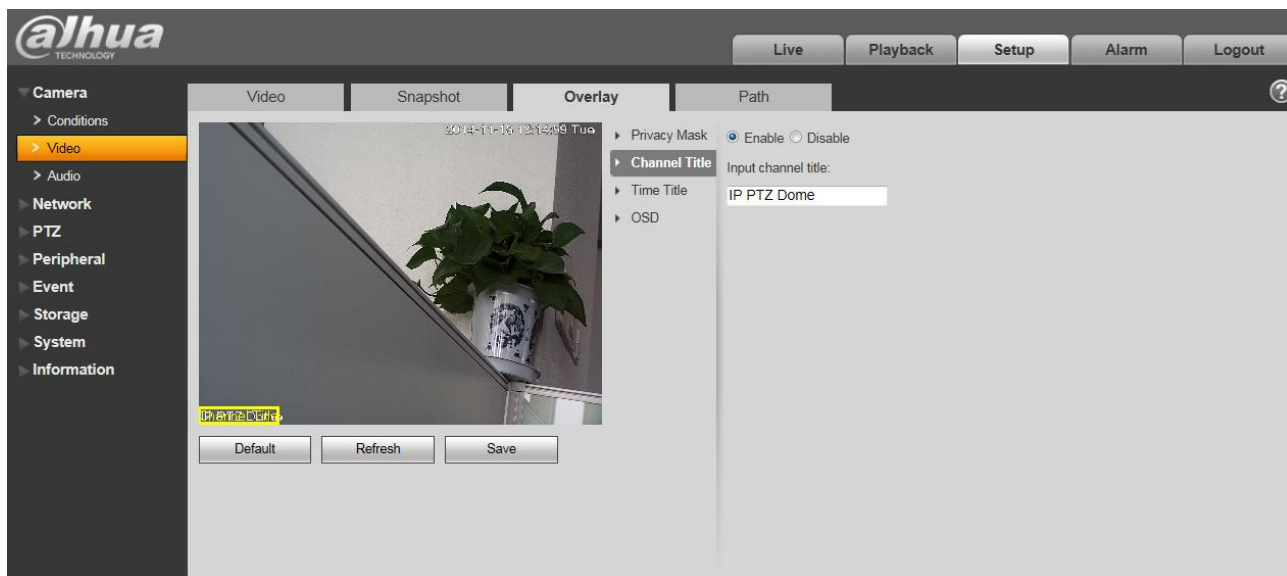 alhua
TECHNOLOGY
Live
Playback
Setup
Alarm
Logout
Camera
> Conditions
> Video
> Audio
Network
PTZ
Peripheral
Event
Storage
System
Information
Video
Snapshot
Overlay
Path
?
Tue
Privacy Mask
Channel Title
Time Title
OSD
Enable Disable
Input channel title:
IP PTZ Dome
Default
Refresh
Save